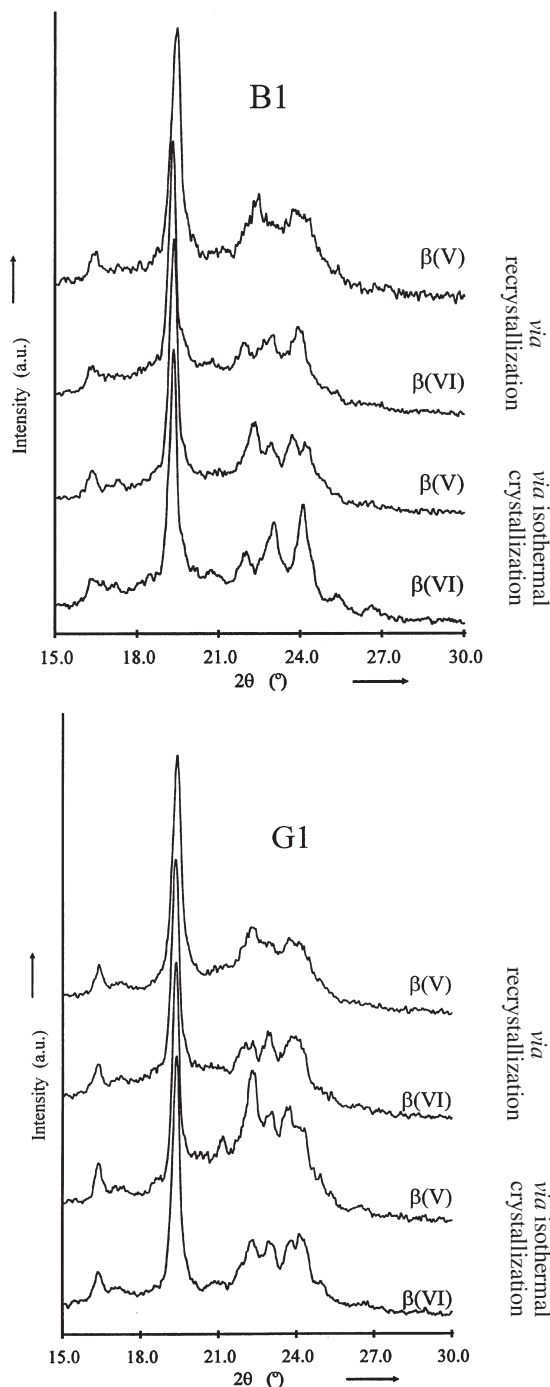 B1
β(V)
β(VI)
β(V)
β(VI)
via
recrystallization
via isothermal
crystallization
Intensity (a.u.)
15.0 18.0 21.0 24.0 27.0 30.0
2θ (°)
G1
β(V)
β(VI)
β(V)
β(VI)
via
recrystallization
via isothermal
crystallization
Intensity (a.u.)
15.0 18.0 21.0 24.0 27.0 30.0
2θ (°)